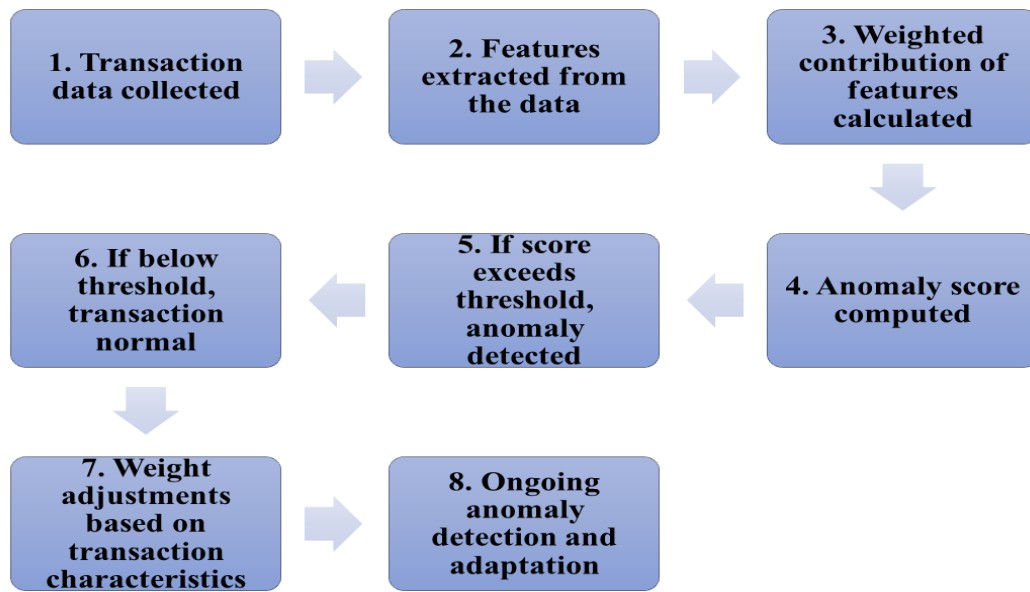 1. Transaction
data collected
2. Features
extracted from
the data
3. Weighted
contribution of
features
calculated
4. Anomaly score
computed
5. If score
exceeds
threshold,
anomaly
detected
6. If below
threshold,
transaction
normal
7. Weight
adjustments
based on
transaction
characteristics
8. Ongoing
anomaly
detection and
adaptation